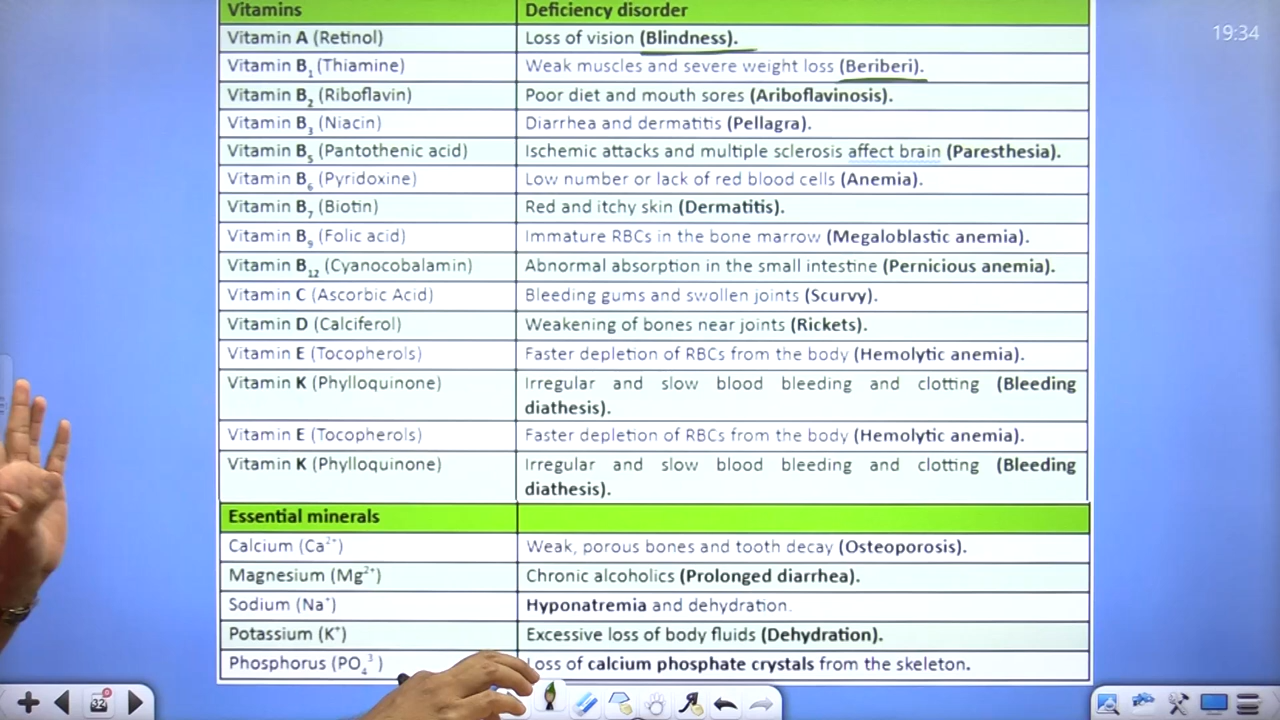 Vitamins Deficiency disorder
19:34
Vitamin A (Retinol) Loss of vision (Blindness).
Vitamin B₁ (Thiamine) Weak muscles and severe weight loss (Beriberi).
Vitamin B₂ (Riboflavin) Poor diet and mouth sores (Ariboflavinosis).
Vitamin B₃ (Niacin) Diarrhea and dermatitis (Pellagra).
Vitamin B₅ (Pantothenic acid) Ischemic attacks and multiple sclerosis affect brain (Paresthesia).
Vitamin B₆ (Pyridoxine) Low number or lack of red blood cells (Anemia).
Vitamin B₇ (Biotin) Red and itchy skin (Dermatitis).
Vitamin B₉ (Folic acid) Immature RBCs in the bone marrow (Megaloblastic anemia).
Vitamin B₁₂ (Cyanocobalamin) Abnormal absorption in the small intestine (Pernicious anemia).
Vitamin C (Ascorbic Acid) Bleeding gums and swollen joints (Scurvy).
Vitamin D (Calciferol) Weakening of bones near joints (Rickets).
Vitamin E (Tocopherols) Faster depletion of RBCs from the body (Hemolytic anemia).
Vitamin K (Phylloquinone) Irregular and slow blood bleeding and clotting (Bleeding
diathesis).
Vitamin E (Tocopherols) Faster depletion of RBCs from the body (Hemolytic anemia).
Vitamin K (Phylloquinone) Irregular and slow blood bleeding and clotting (Bleeding
diathesis).
Essential minerals
Calcium (Ca²⁺) Weak, porous bones and tooth decay (Osteoporosis).
Magnesium (Mg²⁺) Chronic alcoholics (Prolonged diarrhea).
Sodium (Na⁺) Hyponatremia and dehydration.
Potassium (K⁺) Excessive loss of body fluids (Dehydration).
Phosphorus (PO₄³ ) Loss of calcium phosphate crystals from the skeleton.